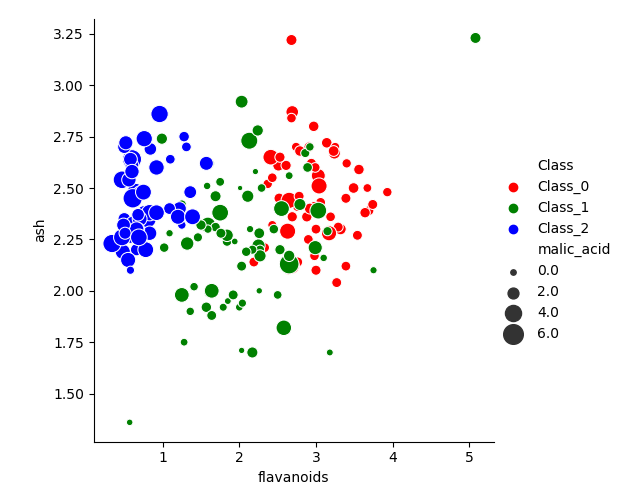 3.25
3.00
2.75
2.50
2.25
2.00
1.75
1.50
ash
1 2 3 4 5
flavanoids
Class
Class_0
Class_1
Class_2
malic_acid
0.0
2.0
4.0
6.0